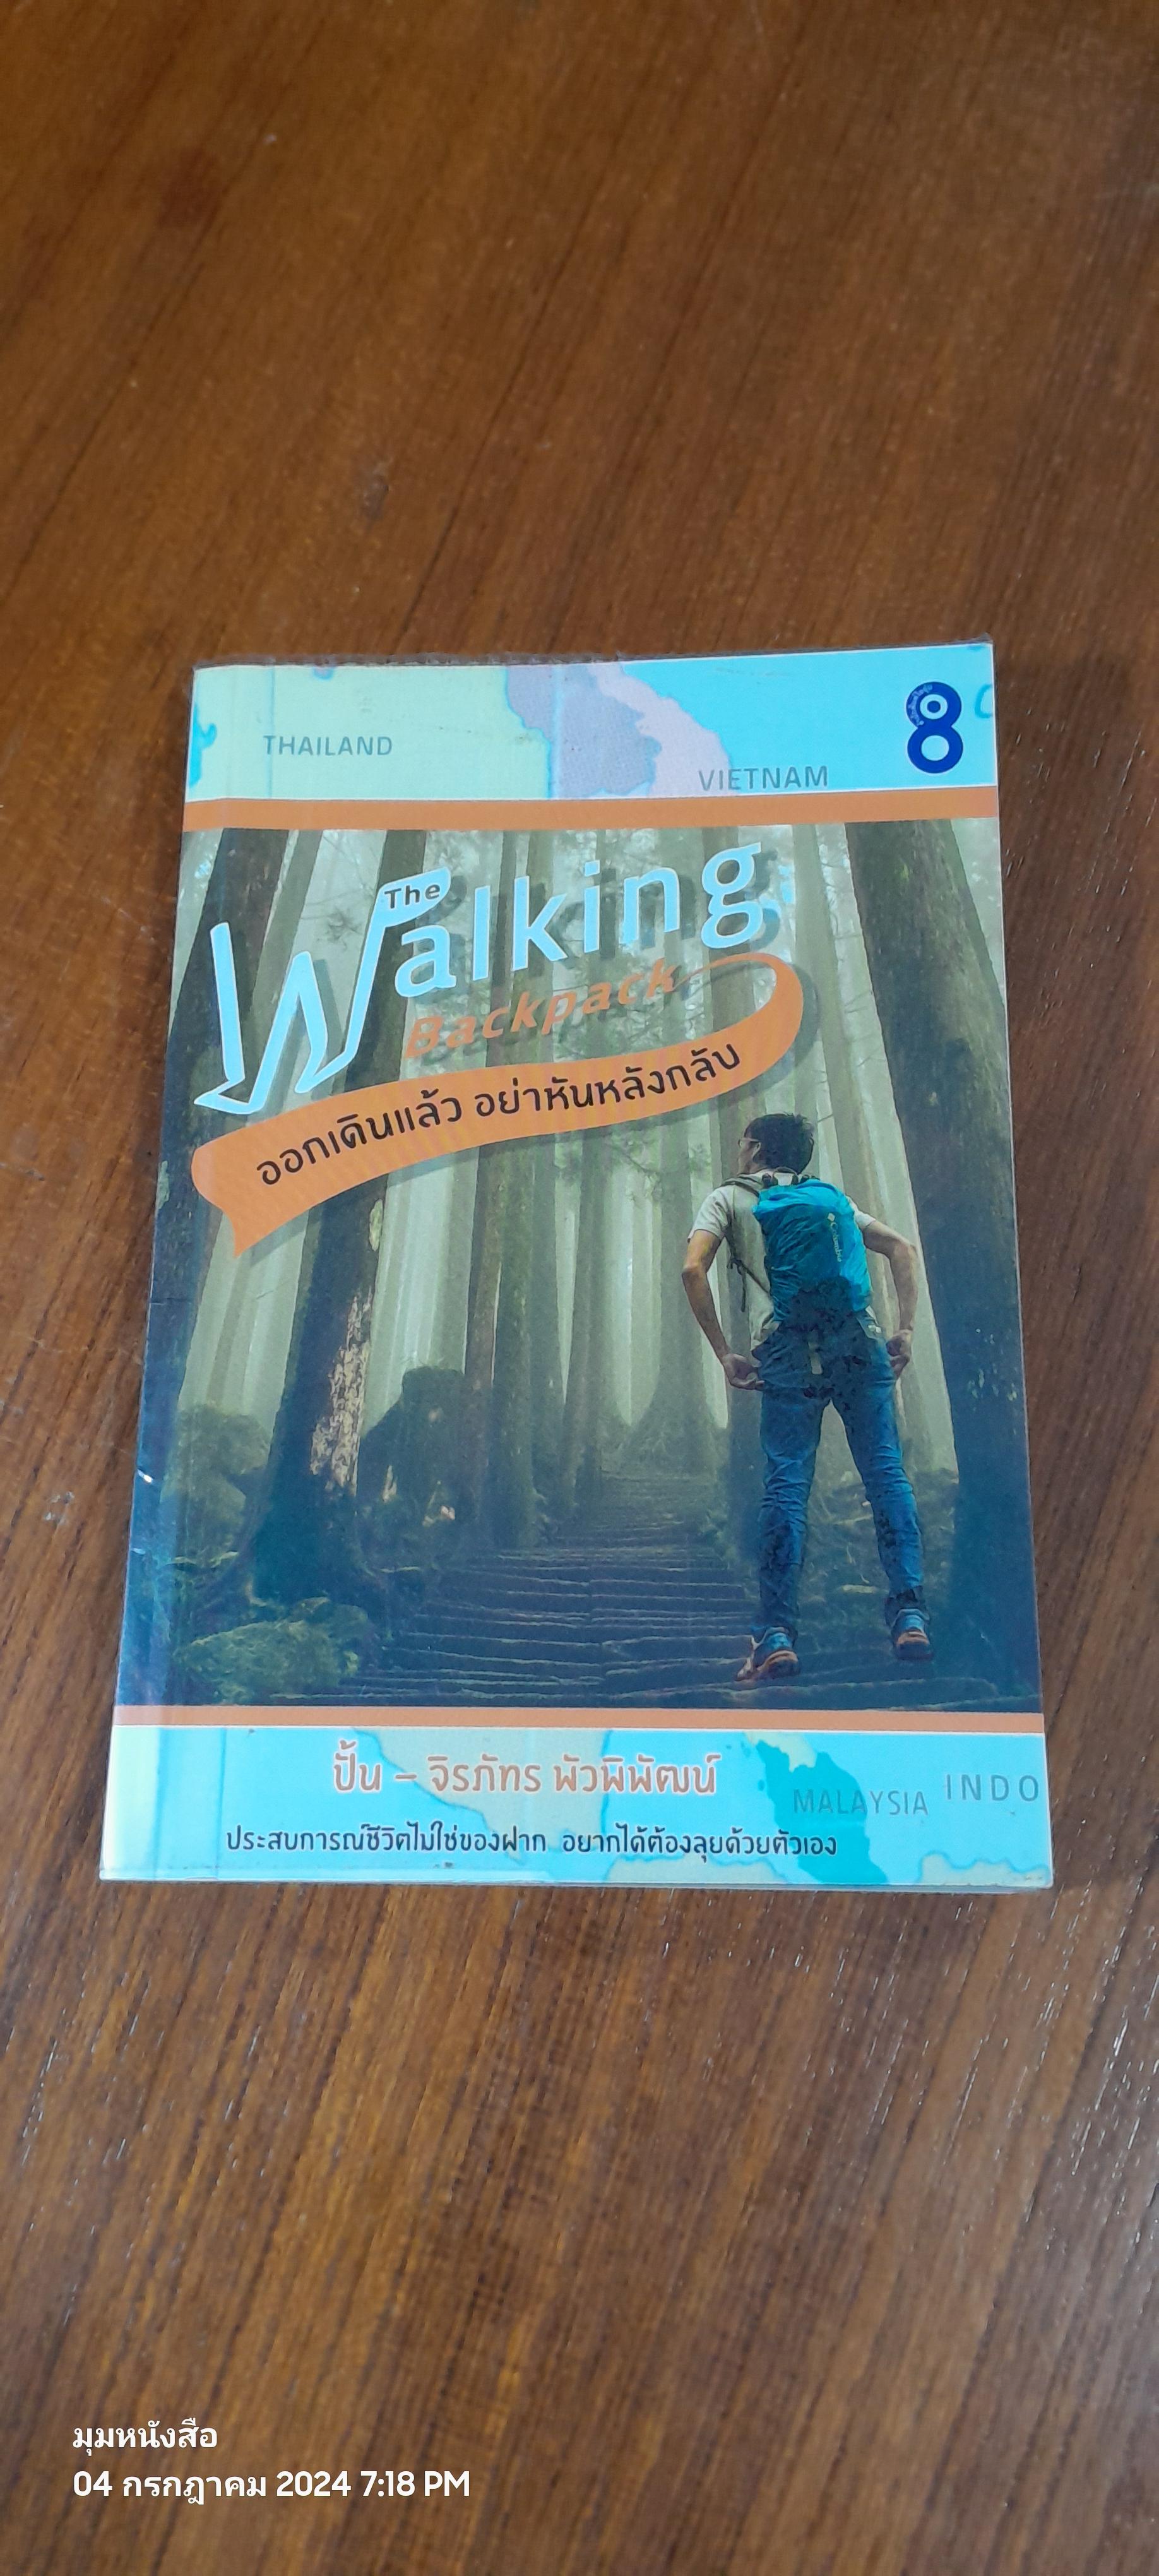 THAILAND
VIETNAM
8
The
Walking
Backpack
ออกเดินแล้ว อย่าหันหลังกลับ
Columbia
ปั้น – จิรภัทร พัวพิพัฒน์
MALAYSIA INDO
ประสบการณ์ชีวิตไม่ใช่ของฝาก อยากได้ต้องลุยด้วยตัวเอง
มุมหนังสือ
04 กรกฎาคม 2024 7:18 PM